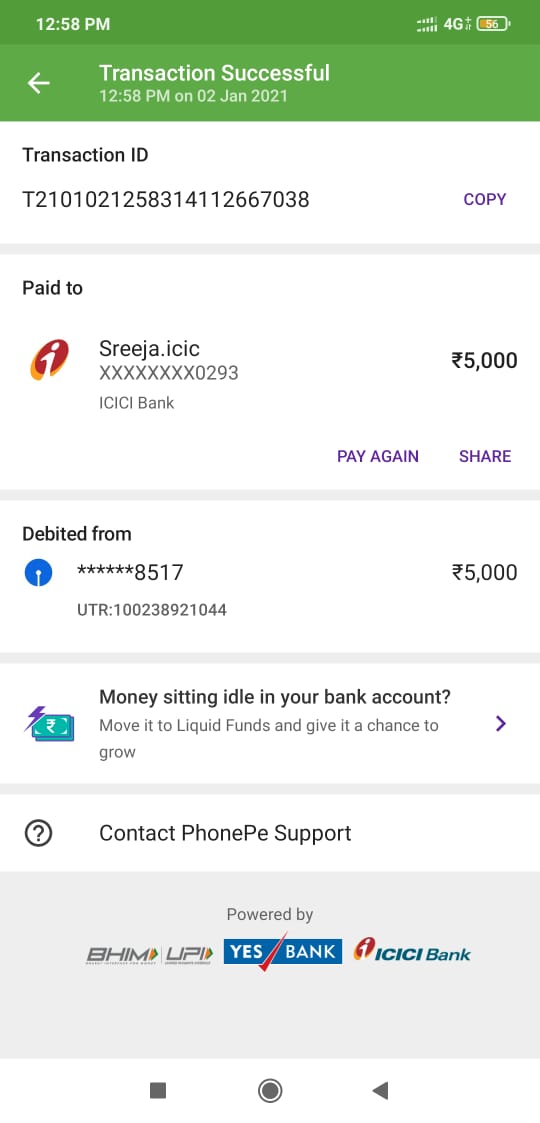 12:58 PM
4G+
56
Transaction Successful
12:58 PM on 02 Jan 2021
Transaction ID
T2101021258314112667038
COPY
Paid to
Sreeja.icic
₹5,000
XXXXXXXX0293
ICICI Bank
PAY AGAIN
SHARE
Debited from
******8517
₹5,000
UTR:100238921044
Money sitting idle in your bank account?
Move it to Liquid Funds and give it a chance to
grow
Contact PhonePe Support
Powered by
BHIM
UPI
YES BANK
ICICI Bank